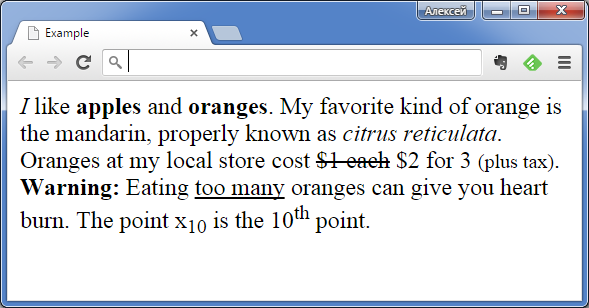 Алексей
Example
I like apples and oranges. My favorite kind of orange is
the mandarin, properly known as citrus reticulata.
Oranges at my local store cost $1 each $2 for 3 (plus tax).
Warning: Eating too many oranges can give you heart
burn. The point x10 is the 10th point.